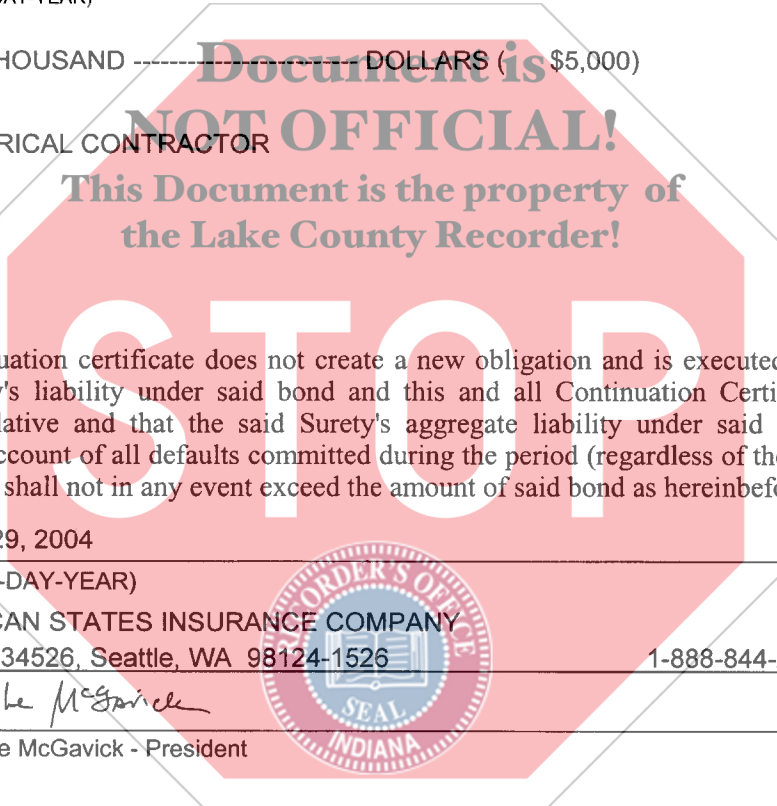 HOUSAND ------------------------- DOLLARS ( $5,000)
Document is
RICAL CONTRACTOR
NOT OFFICIAL!
This Document is the property of
the Lake County Recorder!
STOP
uation certificate does not create a new obligation and is executed
y's liability under said bond and this and all Continuation Certi
lative and that the said Surety's aggregate liability under said
ccount of all defaults committed during the period (regardless of the
shall not in any event exceed the amount of said bond as hereinbefo
29, 2004
-DAY-YEAR)
CAN STATES INSURANCE COMPANY
34526, Seattle, WA 98124-1526 1-888-844-
McGavick
e McGavick - President
RECORDER'S OFFICE
SEAL
INDIANA